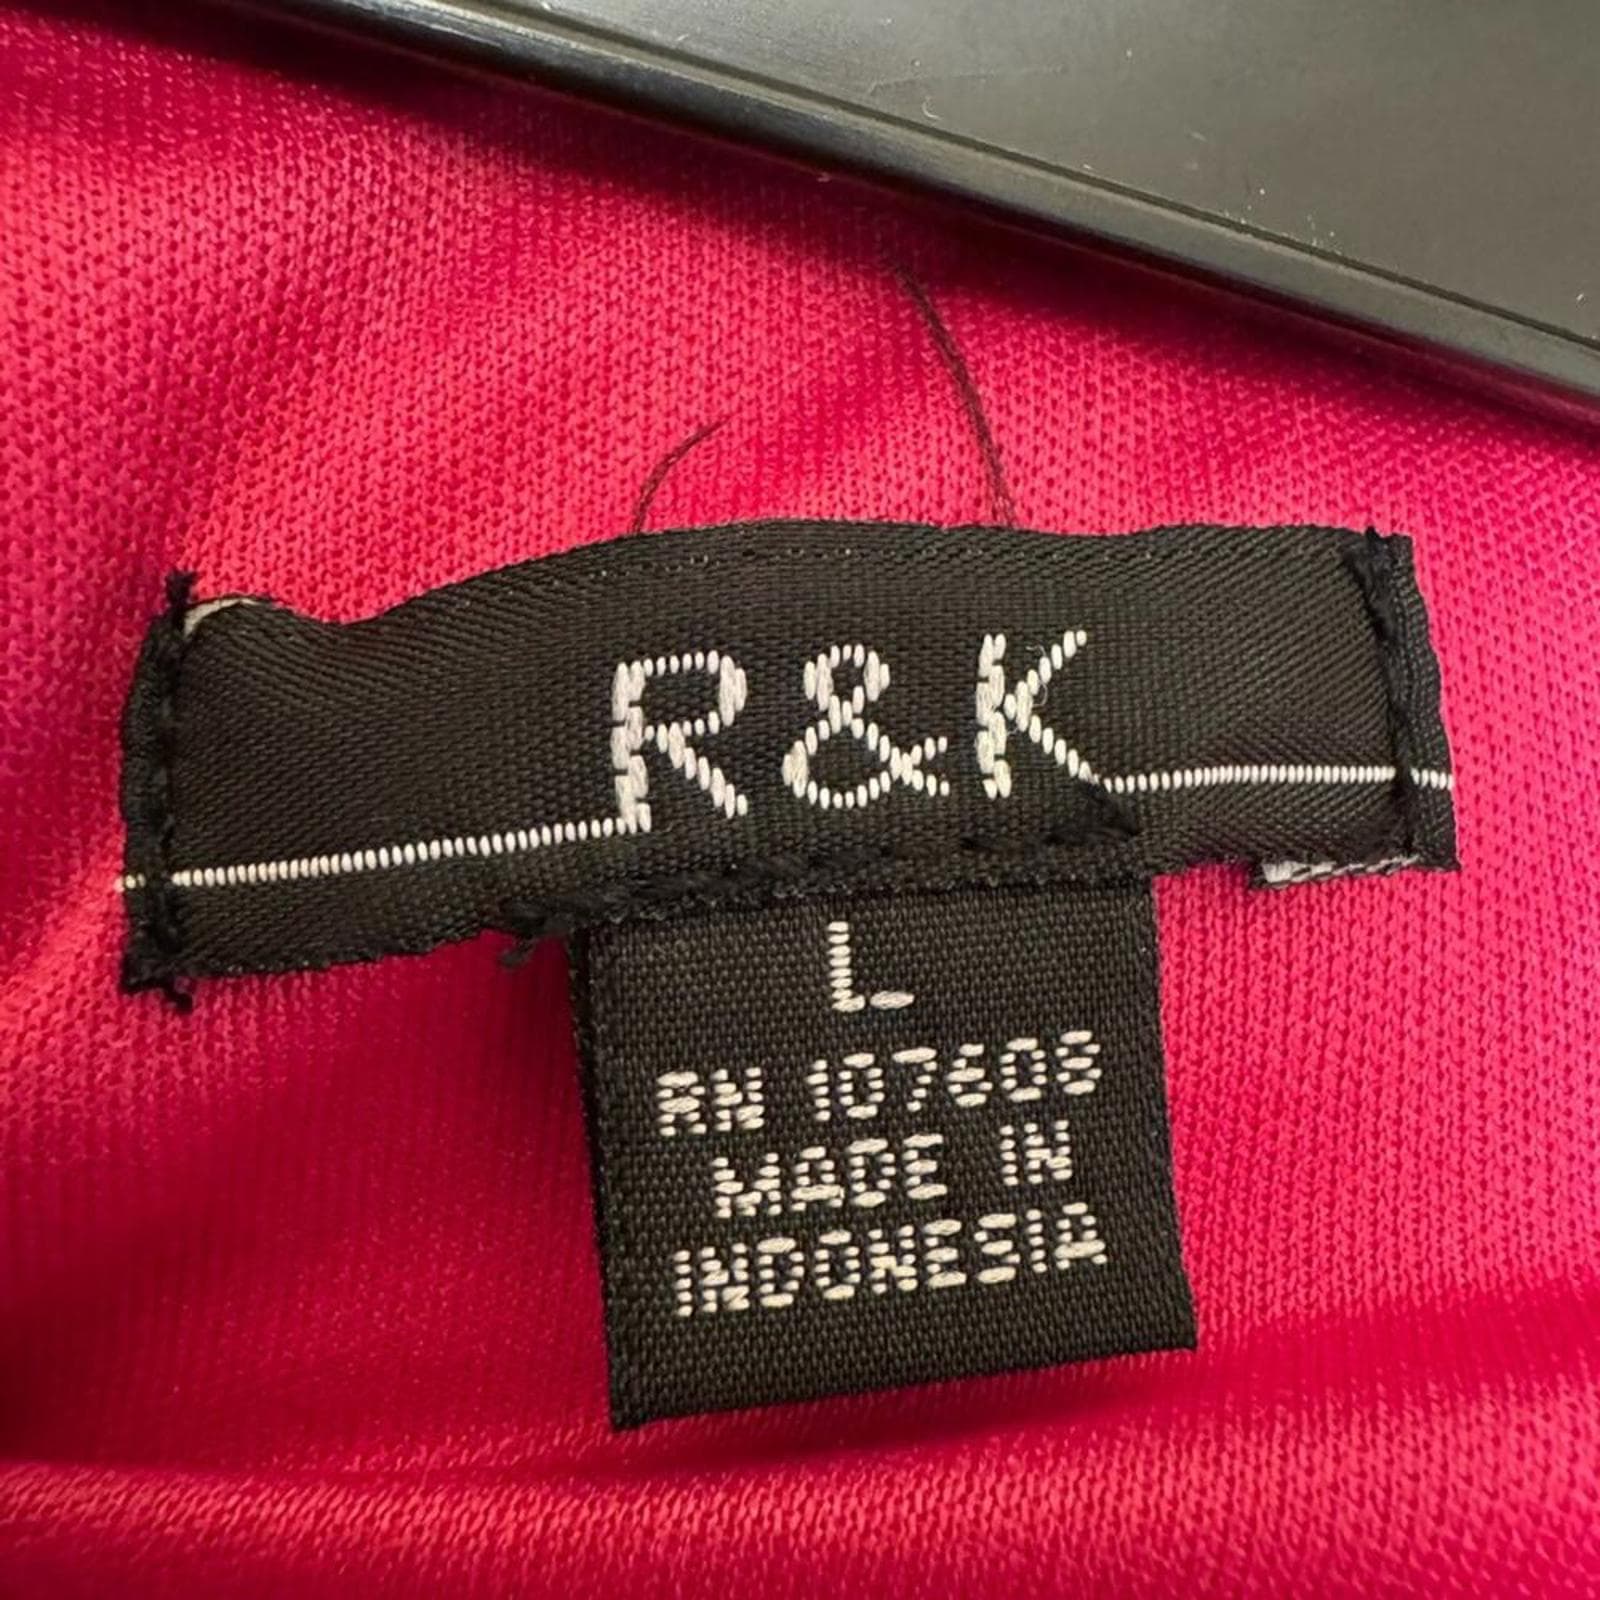 R&K
L
RN 107608
MADE IN
INDONESIA